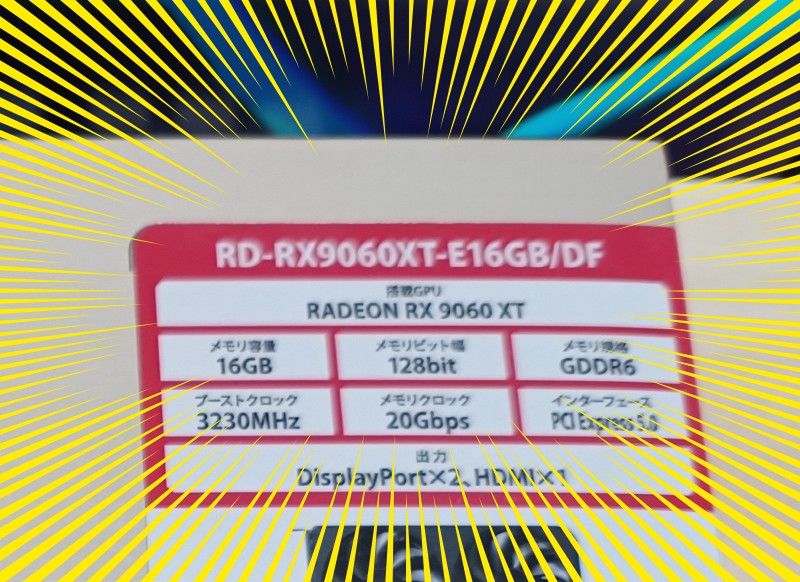 RD-RX9060XT-E16GB/DF
搭載GPU
RADEON RX 9060 XT
メモリ容量 メモリビット幅 メモリ規格
16GB 128bit GDDR6
ブーストクロック メモリクロック インターフェース
3230MHz 20Gbps PCI Express 5.0
出力
DisplayPort×2、HDMI×1